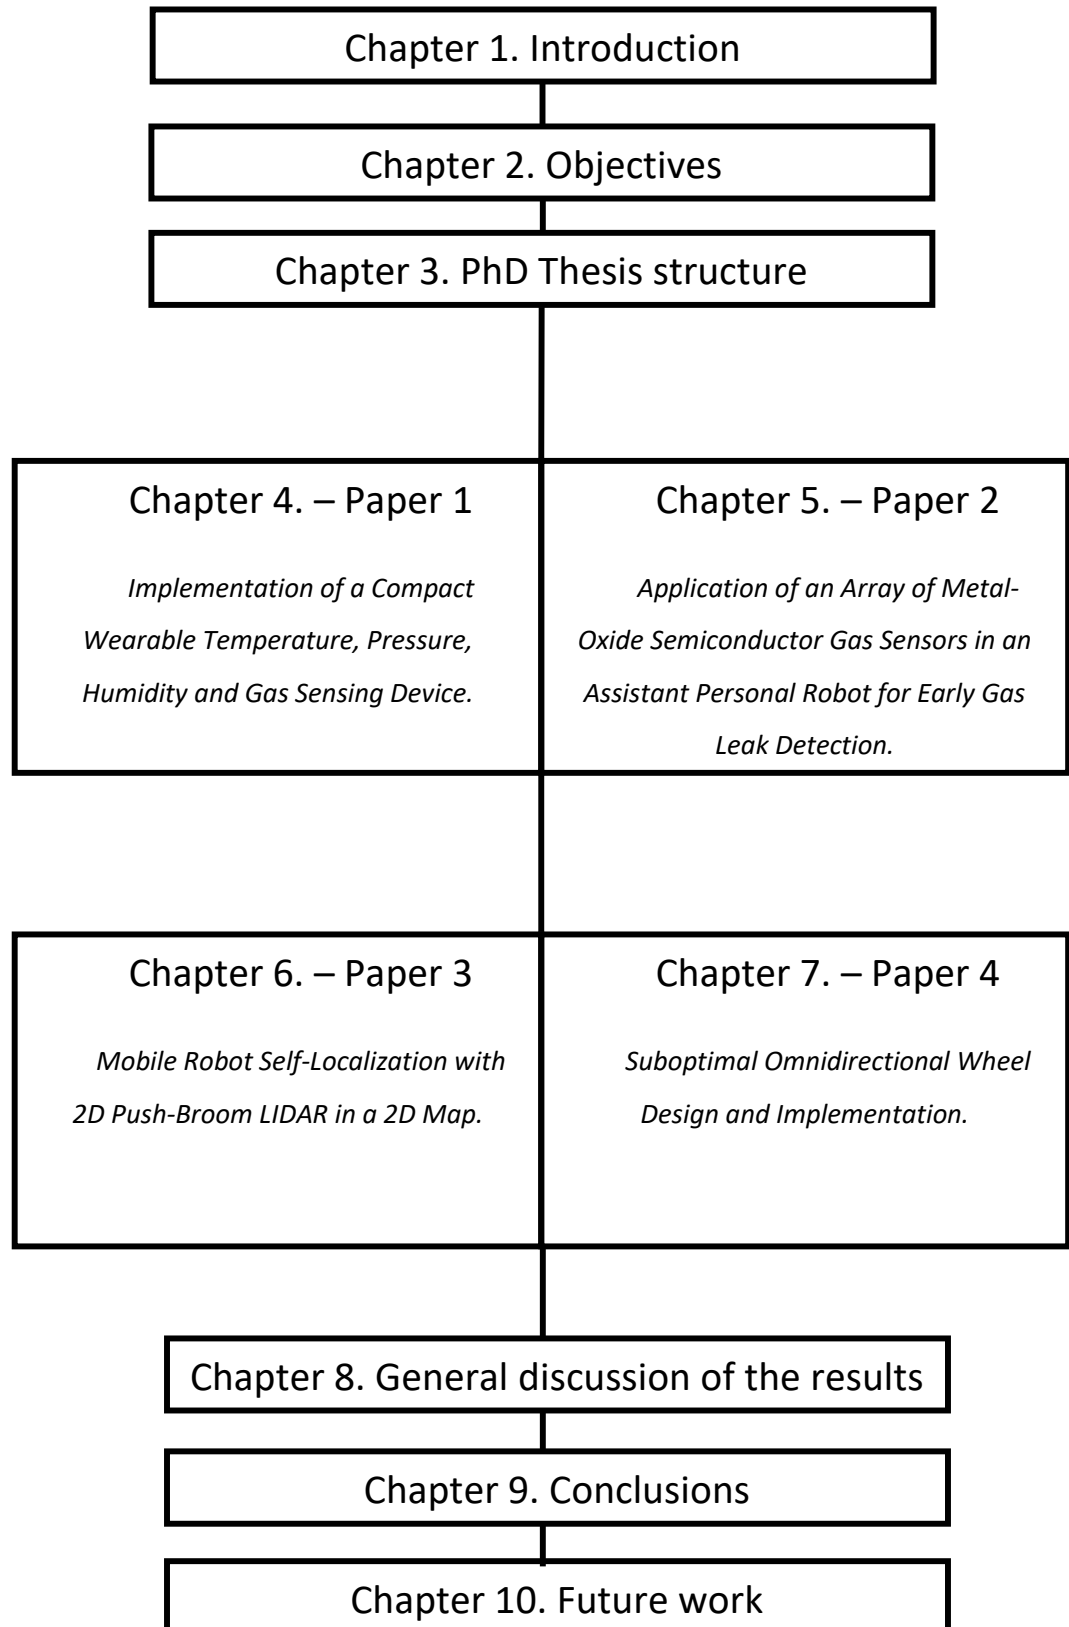 Chapter 1. Introduction
Chapter 2. Objectives
Chapter 3. PhD Thesis structure
Chapter 4. – Paper 1
Implementation of a Compact
Wearable Temperature, Pressure,
Humidity and Gas Sensing Device.
Chapter 5. – Paper 2
Application of an Array of Metal-
Oxide Semiconductor Gas Sensors in an
Assistant Personal Robot for Early Gas
Leak Detection.
Chapter 6. – Paper 3
Mobile Robot Self-Localization with
2D Push-Broom LIDAR in a 2D Map.
Chapter 7. – Paper 4
Suboptimal Omnidirectional Wheel
Design and Implementation.
Chapter 8. General discussion of the results
Chapter 9. Conclusions
Chapter 10. Future work